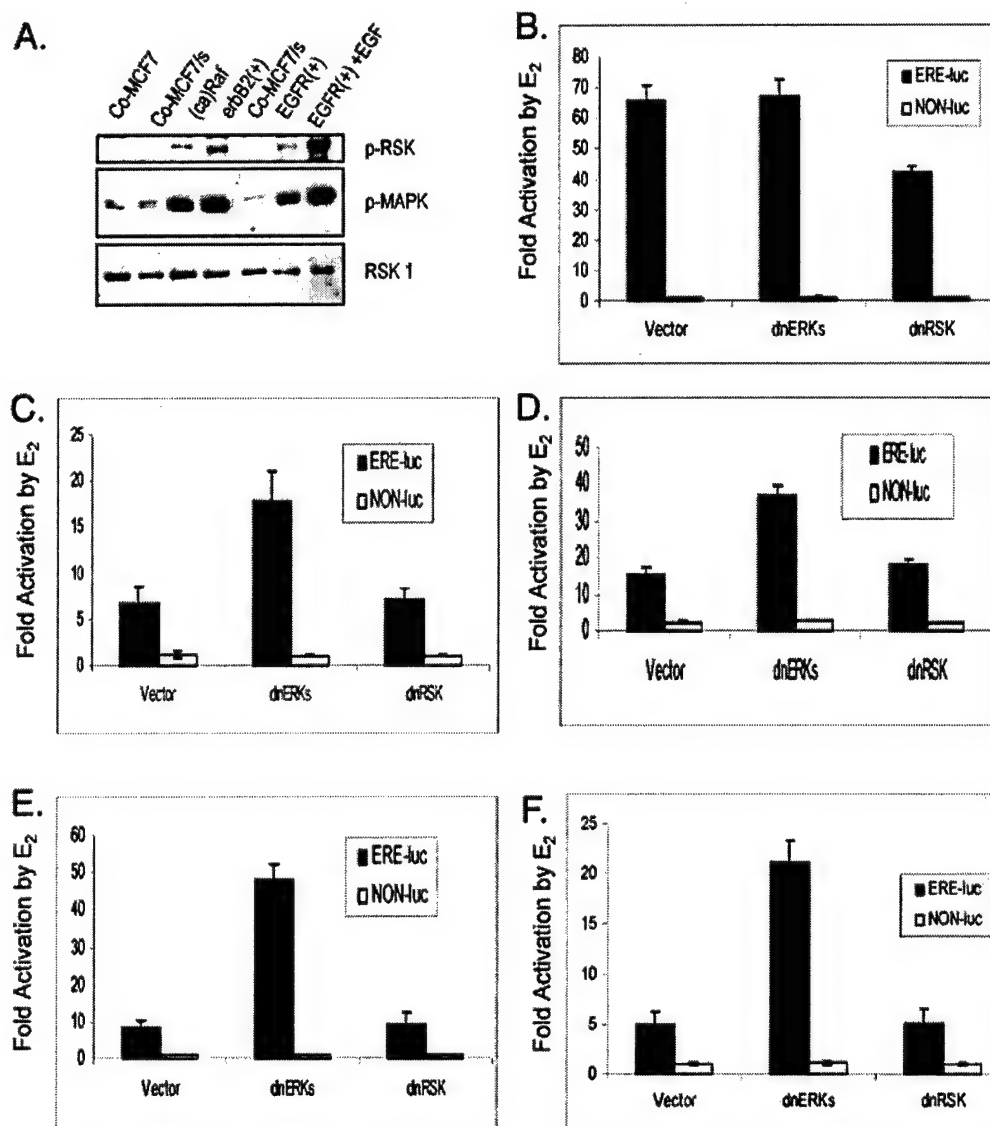 A.
Co-MCF7
Co-MCF7/s
(ca)Raf
erbB2(+)
Co-MCF7/s
EGFR(+)
EGFR(+) +EGF
p-RSK
p-MAPK
RSK 1
B.
Fold Activation by E2
80
70
60
50
40
30
20
10
0
ERE-luc
NON-luc
Vector
dnERKs
dnRSK
C.
Fold Activation by E2
25
20
15
10
5
0
ERE-luc
NON-luc
Vector
dnERKs
dnRSK
D.
Fold Activation by E2
50
40
30
20
10
0
ERE-luc
NON-luc
Vector
dnERKs
dnRSK
E.
Fold Activation by E2
60
50
40
30
20
10
0
ERE-luc
NON-luc
Vector
dnERKs
dnRSK
F.
Fold Activation by E2
25
20
15
10
5
0
ERE-luc
NON-luc
Vector
dnERKs
dnRSK